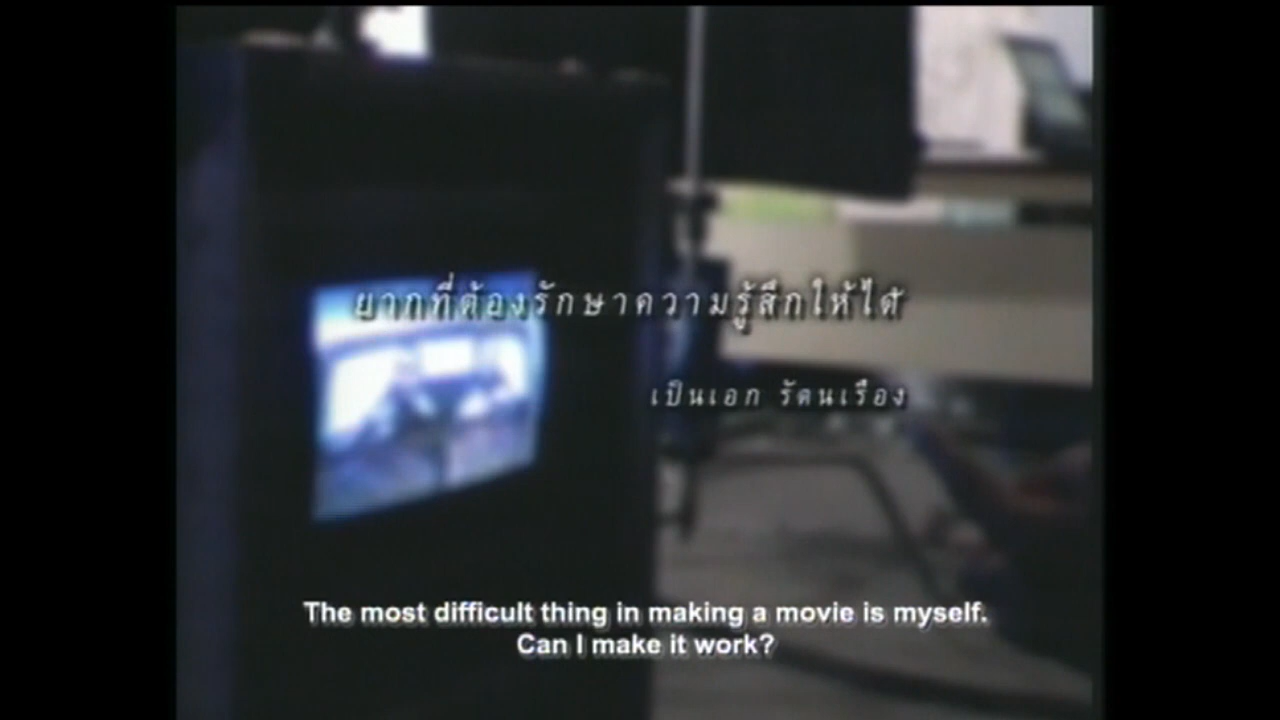 ยากที่ต้องรักษาความรู้สึกให้ได้
เป็นเอก รัตนเรือง
The most difficult thing in making a movie is myself.
Can I make it work?